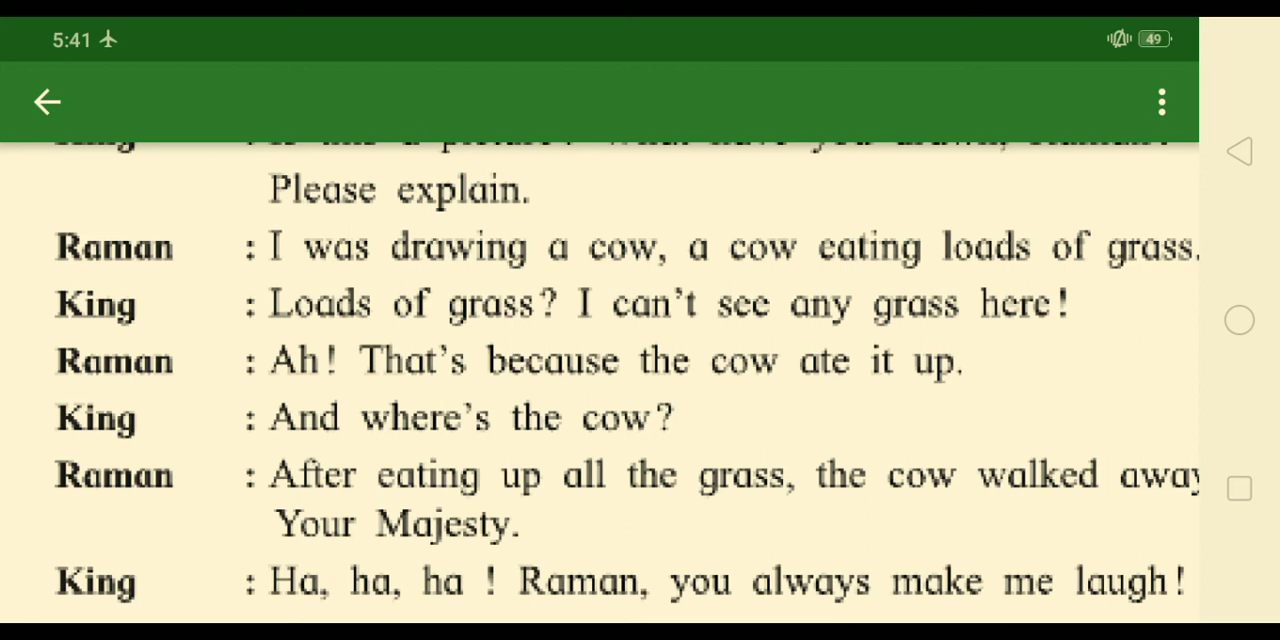 5:41
49
Please explain.
Raman : I was drawing a cow, a cow eating loads of grass.
King : Loads of grass? I can't see any grass here!
Raman : Ah! That's because the cow ate it up.
King : And where's the cow?
Raman : After eating up all the grass, the cow walked away
Your Majesty.
King : Ha, ha, ha ! Raman, you always make me laugh!